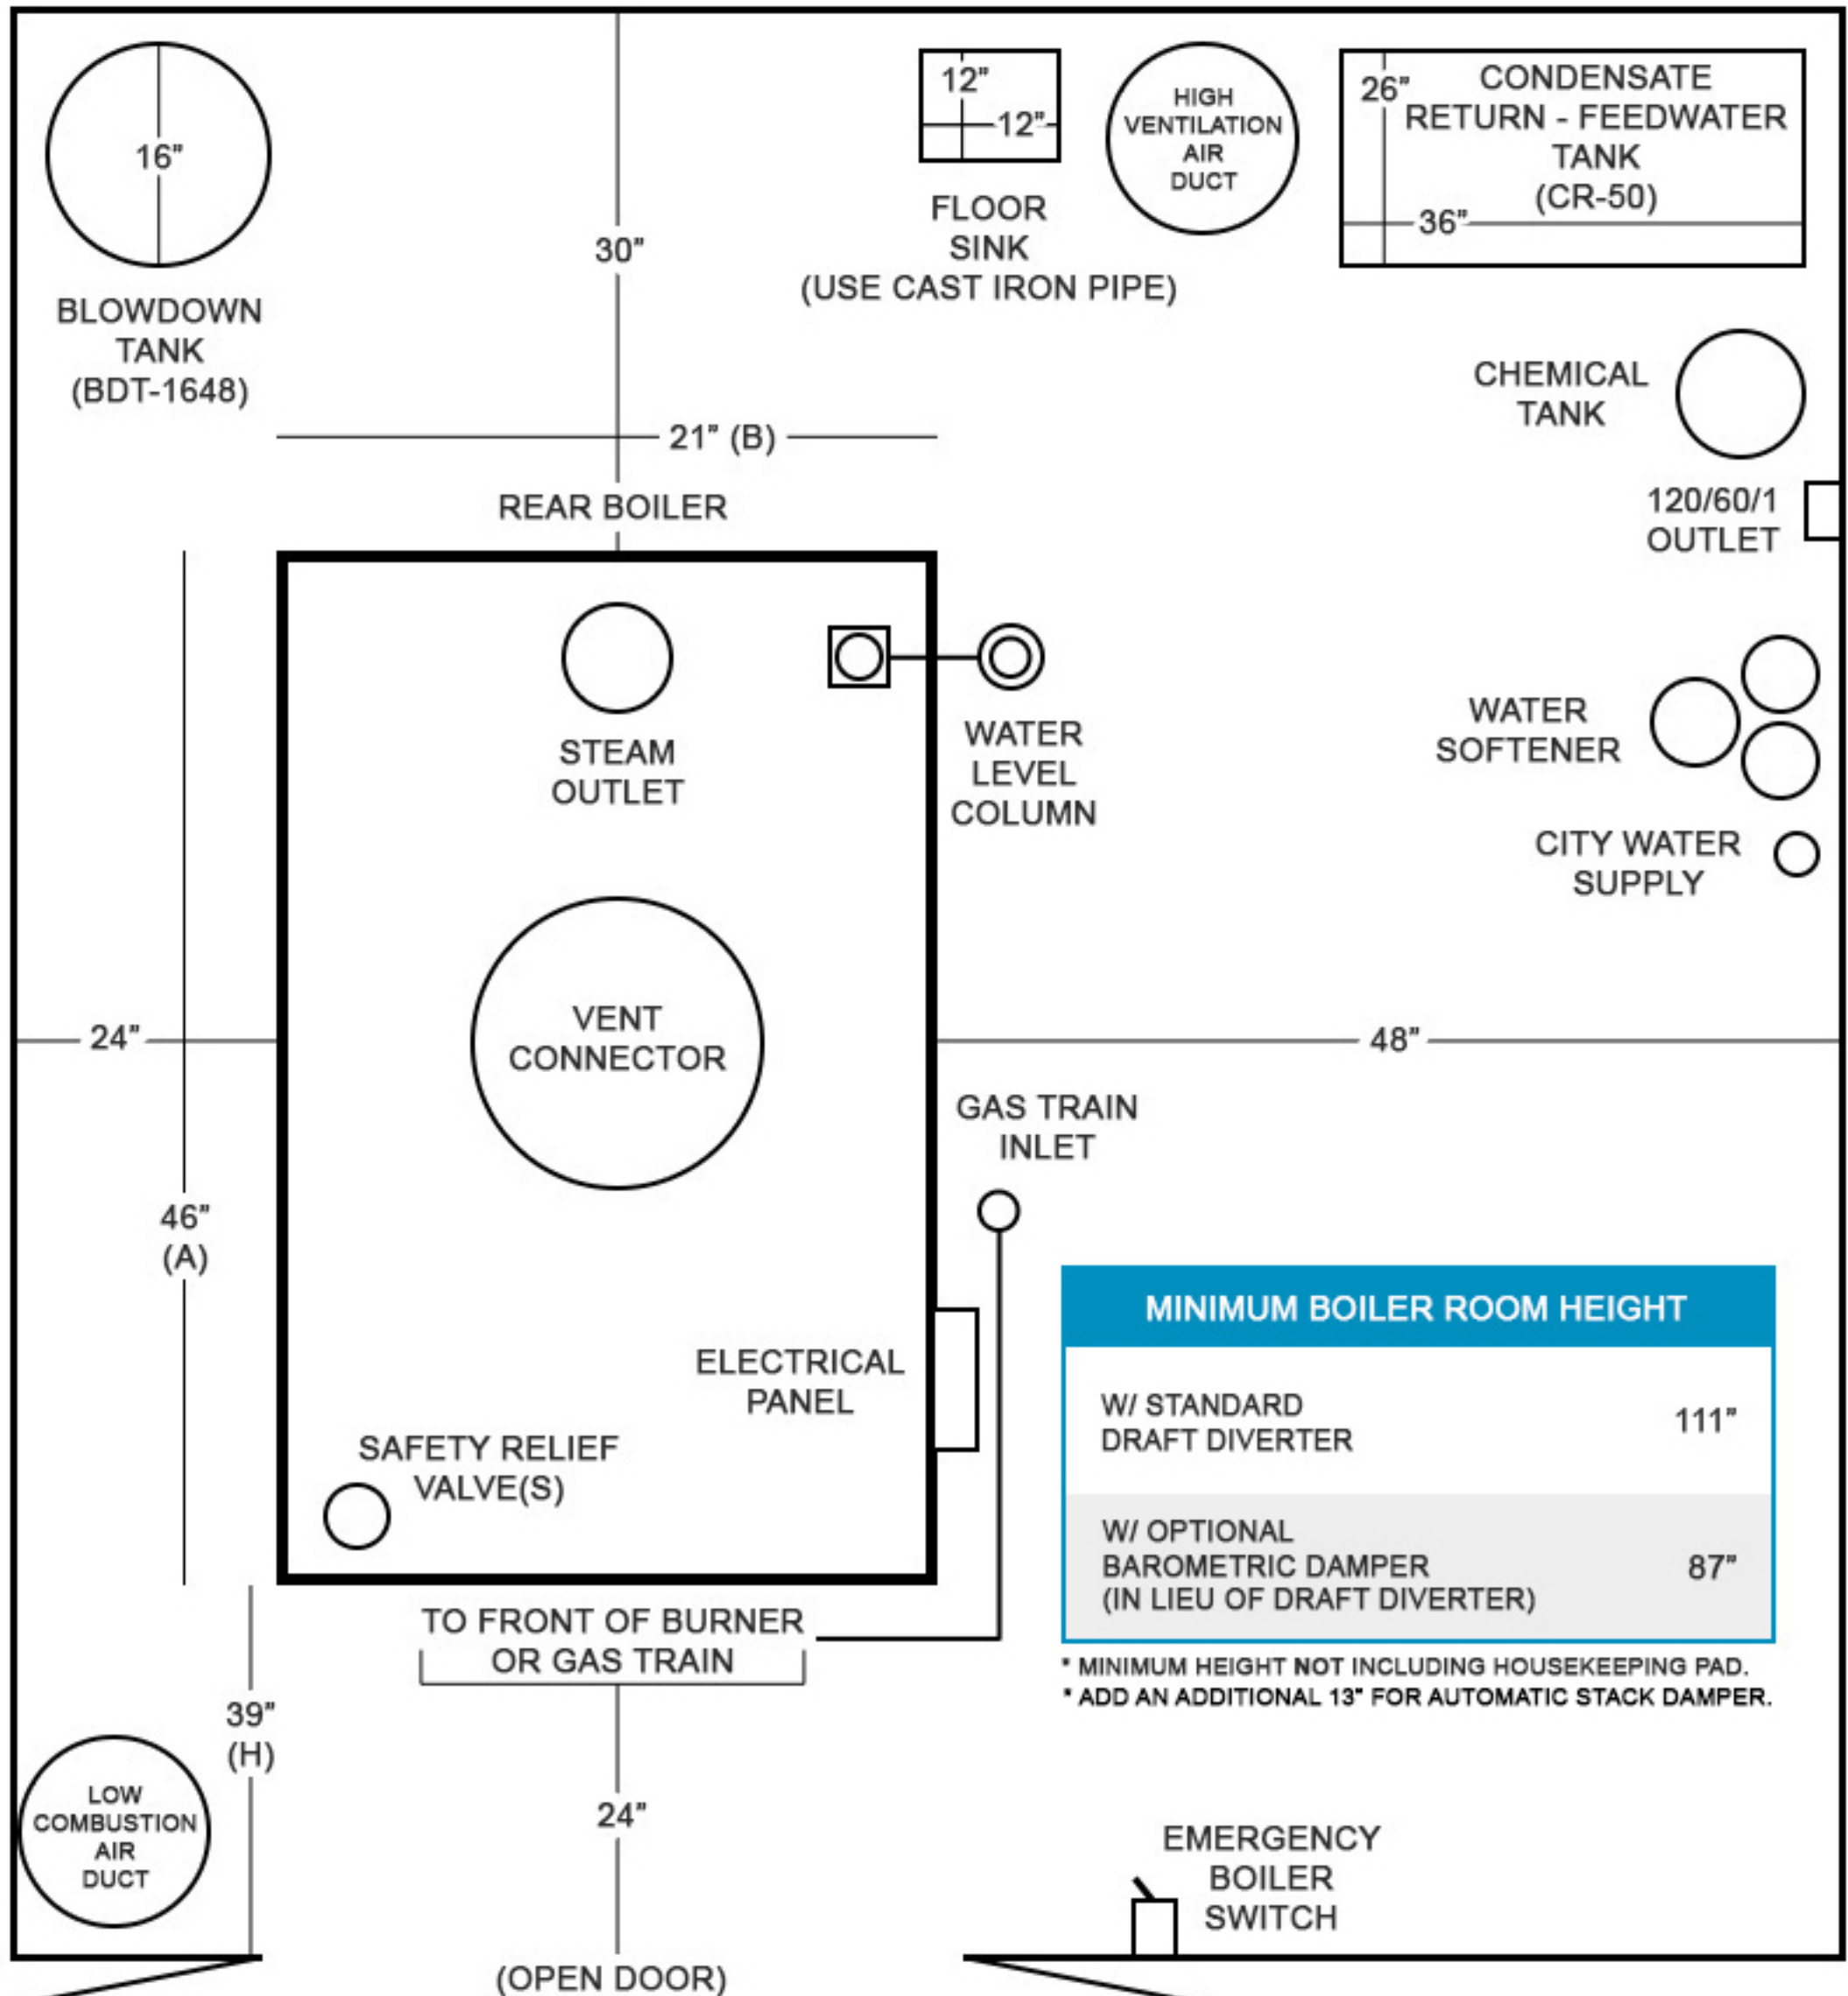 16”
BLOWDOWN
TANK
(BDT-1648)
30”
12”
12”
FLOOR
SINK
(USE CAST IRON PIPE)
HIGH
VENTILATION
AIR
DUCT
26”
CONDENSATE
RETURN - FEEDWATER
TANK
(CR-50)
36”
CHEMICAL
TANK
120/60/1
OUTLET
21” (B)
REAR BOILER
STEAM
OUTLET
WATER
LEVEL
COLUMN
WATER
SOFTENER
CITY WATER
SUPPLY
24”
VENT
CONNECTOR
48”
46”
(A)
GAS TRAIN
INLET
ELECTRICAL
PANEL
SAFETY RELIEF
VALVE(S)
MINIMUM BOILER ROOM HEIGHT
W/ STANDARD
DRAFT DIVERTER
111”
W/ OPTIONAL
BAROMETRIC DAMPER
(IN LIEU OF DRAFT DIVERTER)
87”
* MINIMUM HEIGHT NOT INCLUDING HOUSEKEEPING PAD.
* ADD AN ADDITIONAL 13” FOR AUTOMATIC STACK DAMPER.
TO FRONT OF BURNER
OR GAS TRAIN
39”
(H)
24”
LOW
COMBUSTION
AIR
DUCT
EMERGENCY
BOILER
SWITCH
(OPEN DOOR)